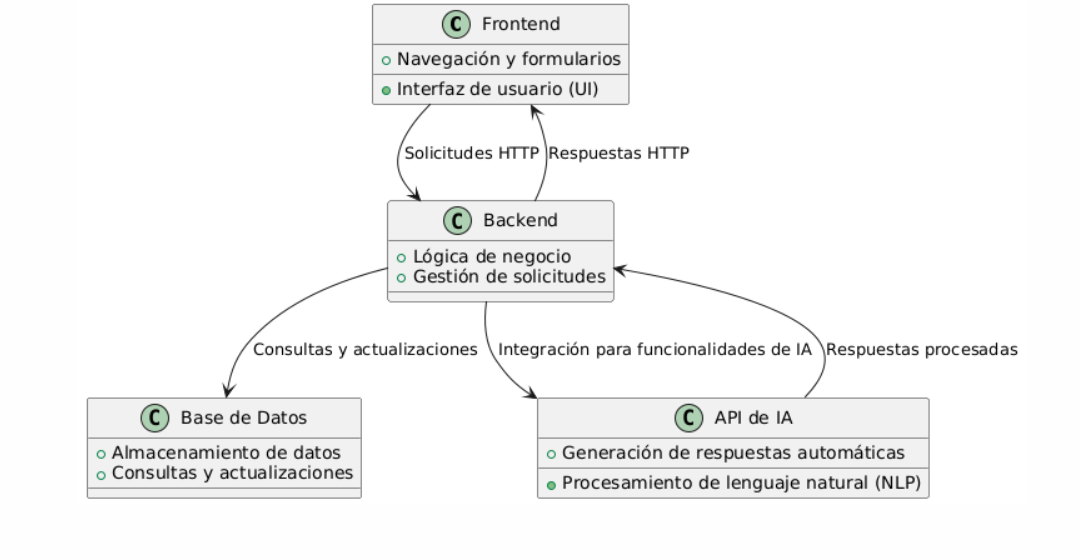 C Frontend
Navegación y formularios
Interfaz de usuario (UI)
Solicitudes HTTP
Respuestas HTTP
C Backend
Lógica de negocio
Gestión de solicitudes
Consultas y actualizaciones
Integración para funcionalidades de IA
Respuestas procesadas
C Base de Datos
Almacenamiento de datos
Consultas y actualizaciones
C API de IA
Generación de respuestas automáticas
Procesamiento de lenguaje natural (NLP)